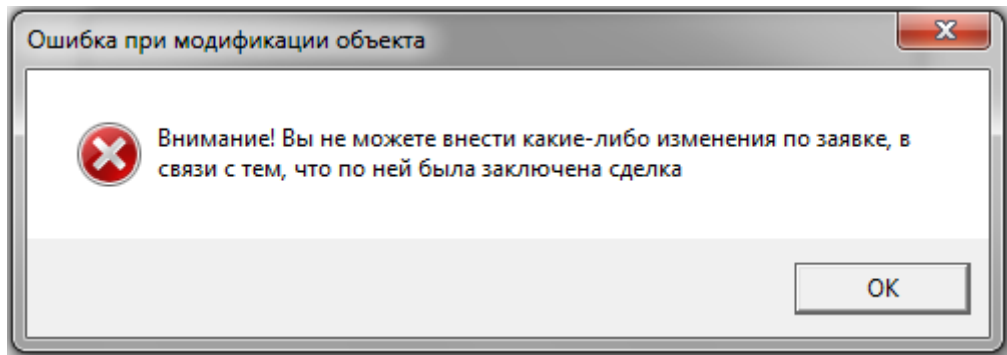 Ошибка при модификации объекта
Внимание! Вы не можете внести какие-либо изменения по заявке, в
связи с тем, что по ней была заключена сделка
ОК